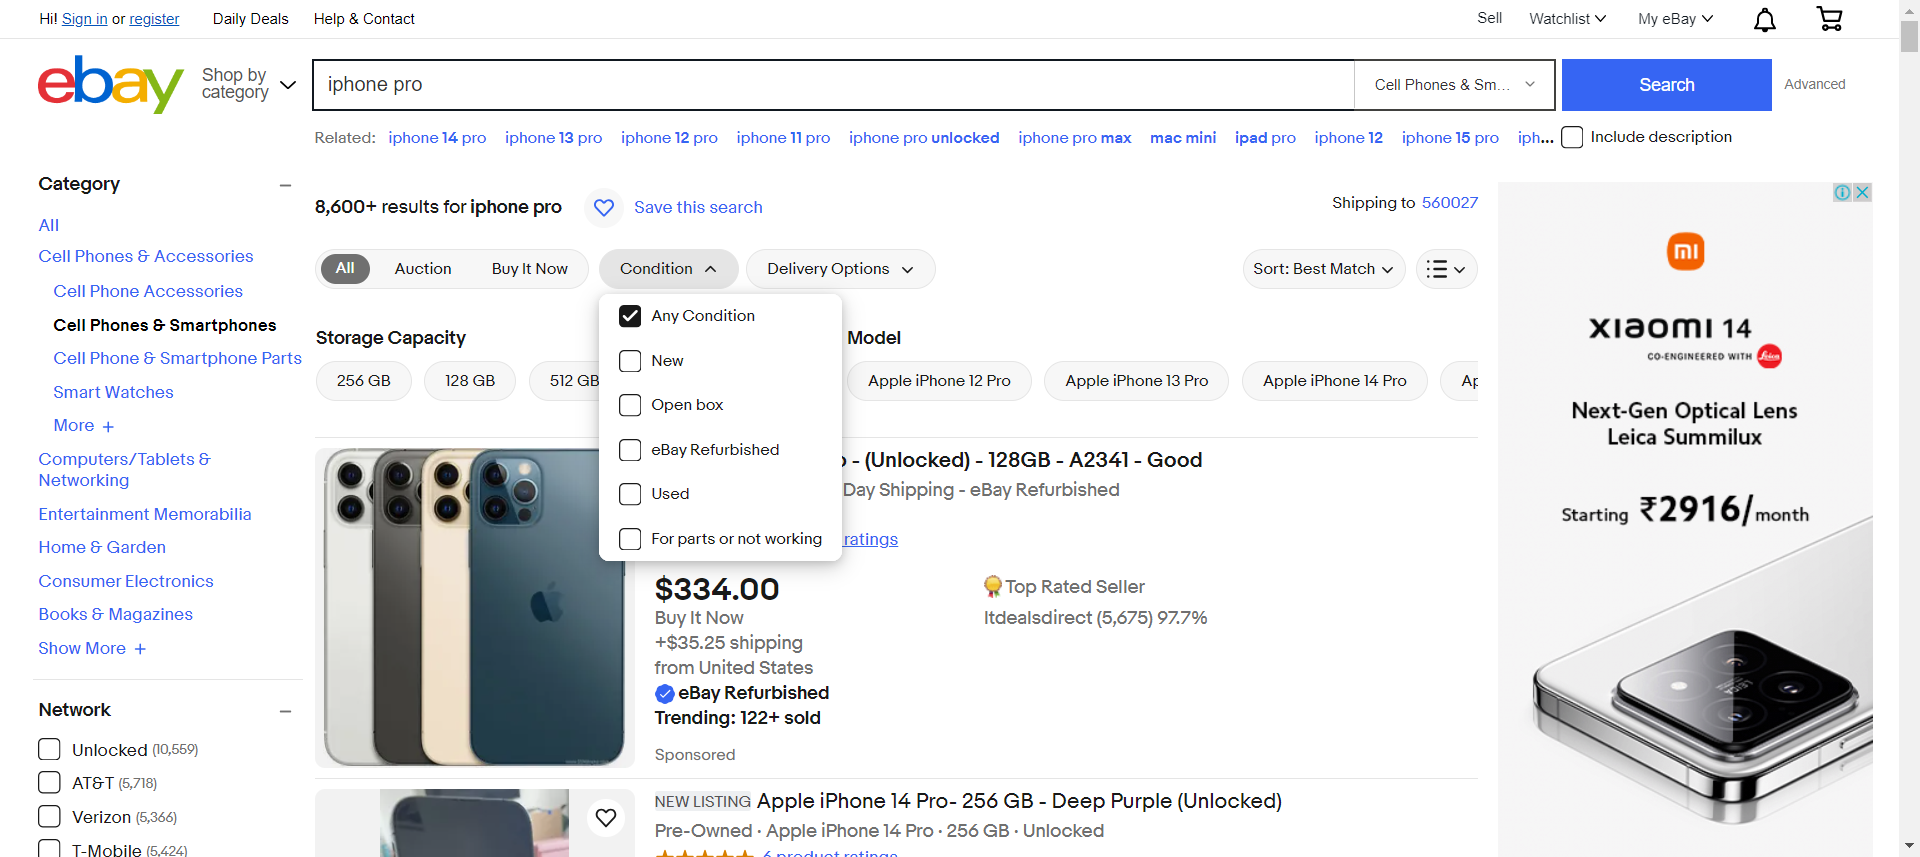 Hi! Sign in or register
Daily Deals
Help & Contact
Sell
Watchlist
My eBay
ebay
Shop by category
iphone pro
Cell Phones & Sm...
Search
Advanced
Related: iphone 14 pro iphone 13 pro iphone 12 pro iphone 11 pro iphone pro unlocked iphone pro max mac mini ipad pro iphone 12 iphone 15 pro iph...
Include description
Category
All
Cell Phones & Accessories
Cell Phone Accessories
Cell Phones & Smartphones
Cell Phone & Smartphone Parts
Smart Watches
More +
Computers/Tablets &
Networking
Entertainment Memorabilia
Home & Garden
Consumer Electronics
Books & Magazines
Show More +
Network
Unlocked (10,559)
AT&T (5,718)
Verizon (5,366)
T-Mobile (5,424)
8,600+ results for iphone pro
Save this search
Shipping to 560027
All
Auction
Buy It Now
Condition
Delivery Options
Sort: Best Match
Any Condition
New
Open box
eBay Refurbished
Used
For parts or not working
Storage Capacity
256 GB
128 GB
512 GB
Model
Apple iPhone 12 Pro
Apple iPhone 13 Pro
Apple iPhone 14 Pro
Ap
- (Unlocked) - 128GB - A2341 - Good
Day Shipping - eBay Refurbished
ratings
$334.00
Buy It Now
+$35.25 shipping
from United States
eBay Refurbished
Trending: 122+ sold
Sponsored
Top Rated Seller
Itdealsdirect (5,675) 97.7%
NEW LISTING Apple iPhone 14 Pro- 256 GB - Deep Purple (Unlocked)
Pre-Owned · Apple iPhone 14 Pro · 256 GB · Unlocked
6 product ratings
mi
XIAOMI 14
CO-ENGINEERED WITH Leica
Next-Gen Optical Lens
Leica Summilux
Starting ₹2916/month